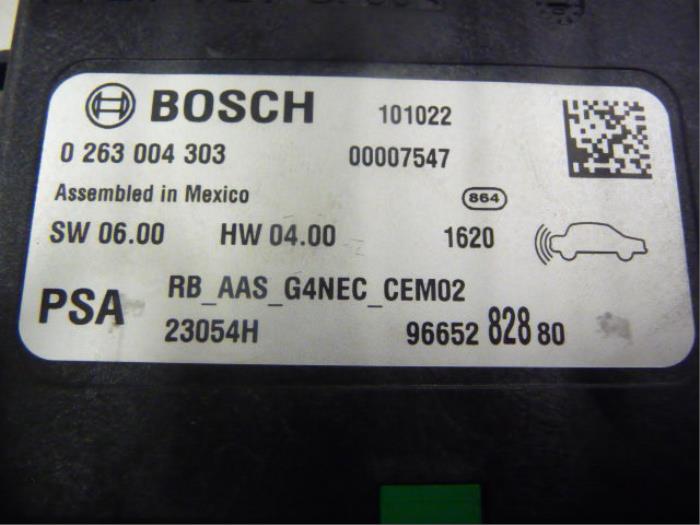 BOSCH 101022
0 263 004 303 00007547
Assembled in Mexico 864
SW 06.00 HW 04.00 1620
RB_AAS_G4NEC_CEM02
PSA 23054H 96652 828 80